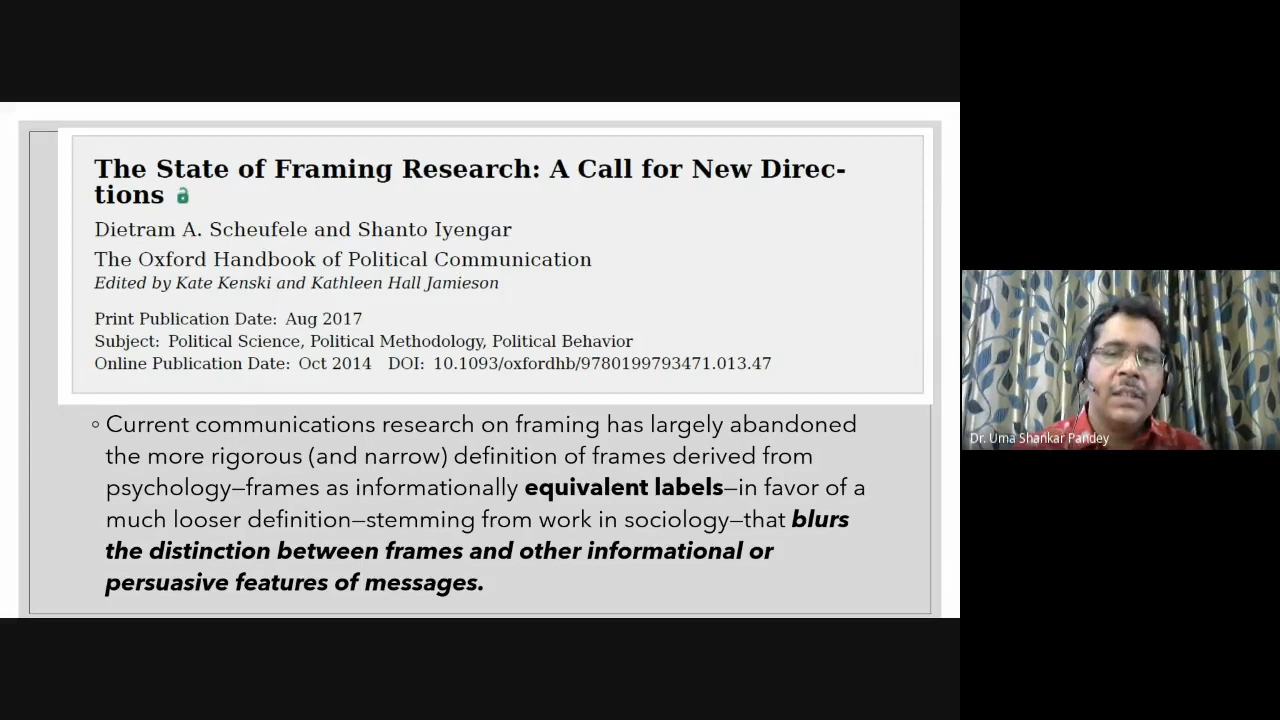 The State of Framing Research: A Call for New Direc-
tions
Dietram A. Scheufele and Shanto Iyengar
The Oxford Handbook of Political Communication
Edited by Kate Kenski and Kathleen Hall Jamieson
Print Publication Date: Aug 2017
Subject: Political Science, Political Methodology, Political Behavior
Online Publication Date: Oct 2014 DOI: 10.1093/oxfordhb/9780199793471.013.47
◦ Current communications research on framing has largely abandoned
the more rigorous (and narrow) definition of frames derived from
psychology—frames as informationally equivalent labels—in favor of a
much looser definition—stemming from work in sociology—that blurs
the distinction between frames and other informational or
persuasive features of messages.
Dr. Uma Shankar Pandey